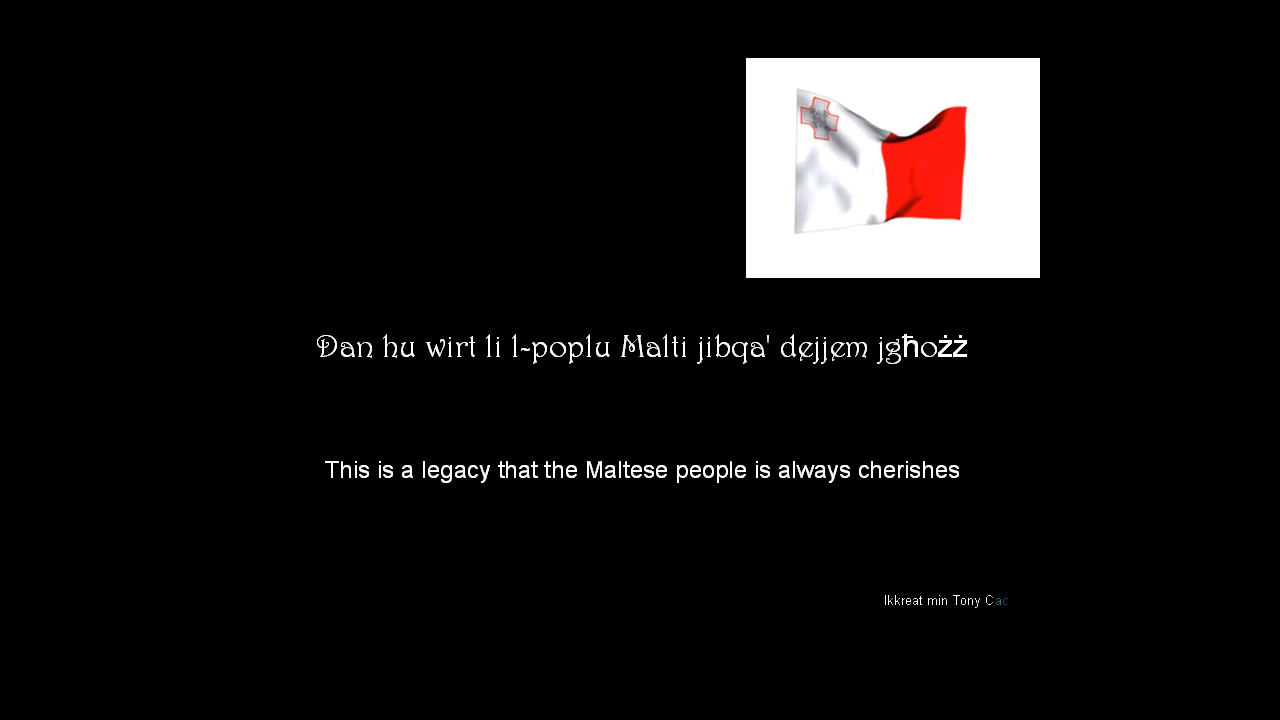 Dan hu wirt li l-poplu Malti jibqa' dejjem jgħożż
This is a legacy that the Maltese people is always cherishes
Ikkreat min Tony